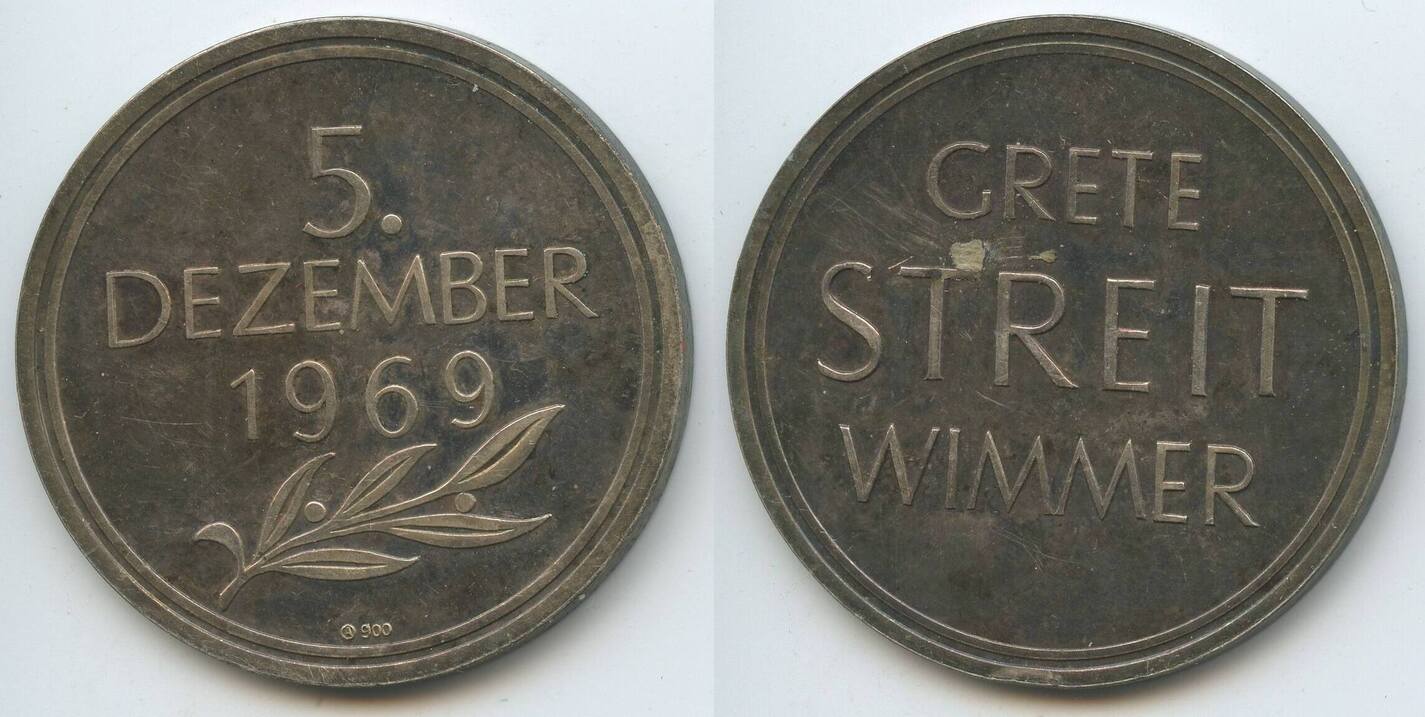 5.
DEZEMBER
1969
900
GRETE
STREIT
WIMMER